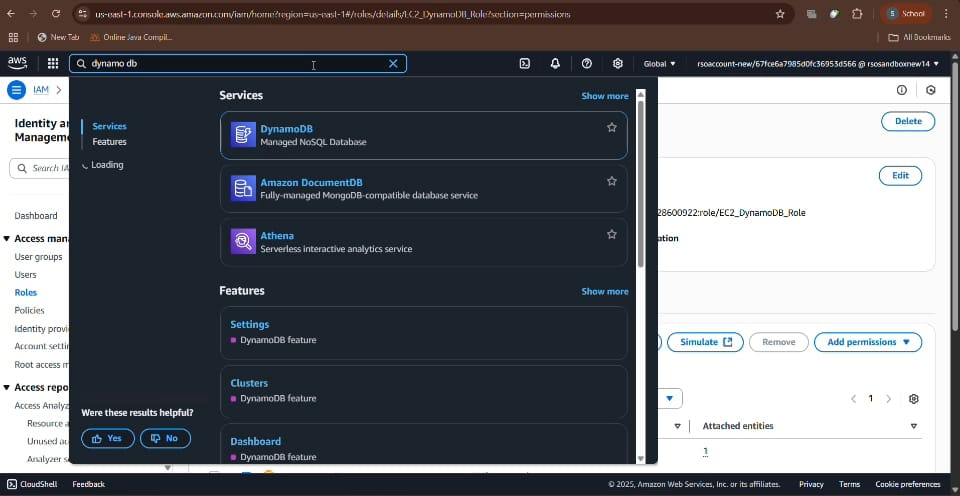 us-east-1.console.aws.amazon.com/iam/home?region=us-east-1#/roles/details/EC2_DynamoDB_Role?section=permissions
S School
New Tab
Online Java Compil...
All Bookmarks
aws
dynamo db
Global
rsoaccount-new/67fce6a7985d0fc36953d566 @ rsosandboxnew14
IAM
Services
Show more
Services
Features
Loading
DynamoDB
Managed NoSQL Database
Amazon DocumentDB
Fully-managed MongoDB-compatible database service
Athena
Serverless interactive analytics service
Features
Show more
Settings
DynamoDB feature
Clusters
DynamoDB feature
Dashboard
DynamoDB feature
Were these results helpful?
Yes
No
Identity an
Managem
Search IA
Dashboard
Access mana
User groups
Users
Roles
Policies
Identity provi
Account settin
Root access m
Access repo
Access Analyz
Resource a
Unused ac
Analyzer se
Delete
Edit
28600922:role/EC2_DynamoDB_Role
ation
Simulate
Remove
Add permissions
1
Attached entities
1
CloudShell
Feedback
© 2025, Amazon Web Services, Inc. or its affiliates.
Privacy
Terms
Cookie preferences